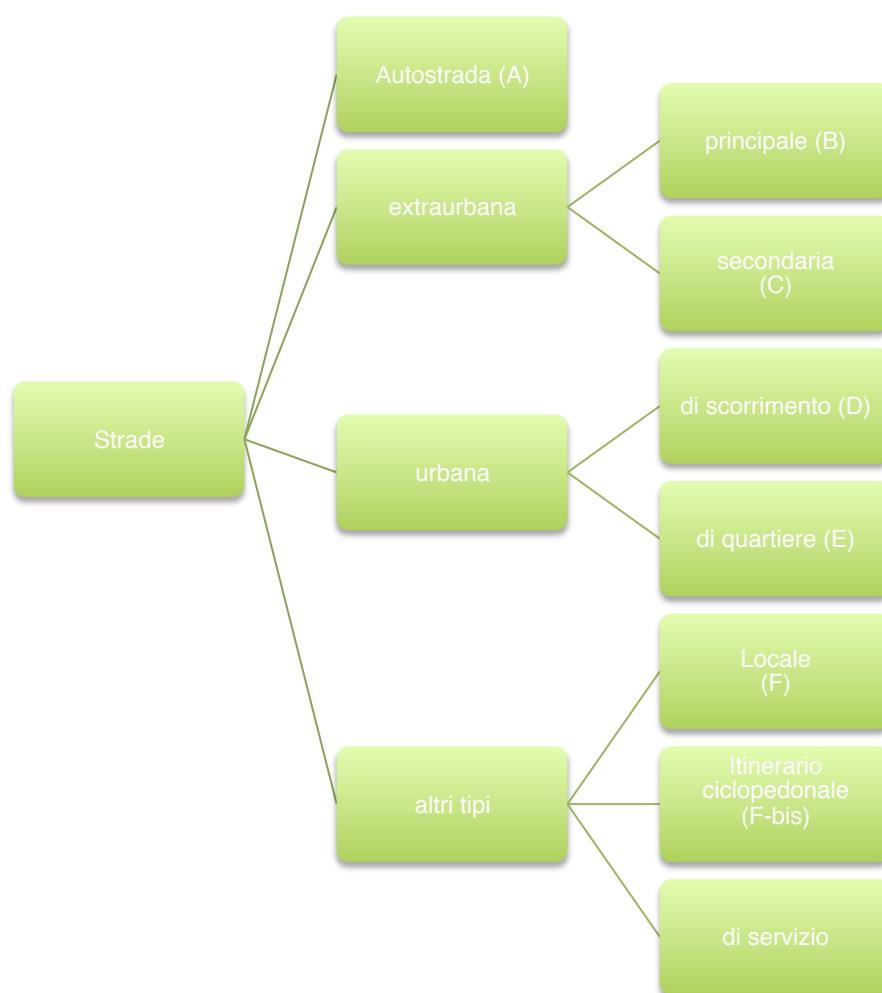 Strade
Autostrada (A)
extraurbana
principale (B)
secondaria
(C)
urbana
di scorrimento (D)
di quartiere (E)
altri tipi
Locale
(F)
Itinerario
ciclopedonale
(F-bis)
di servizio